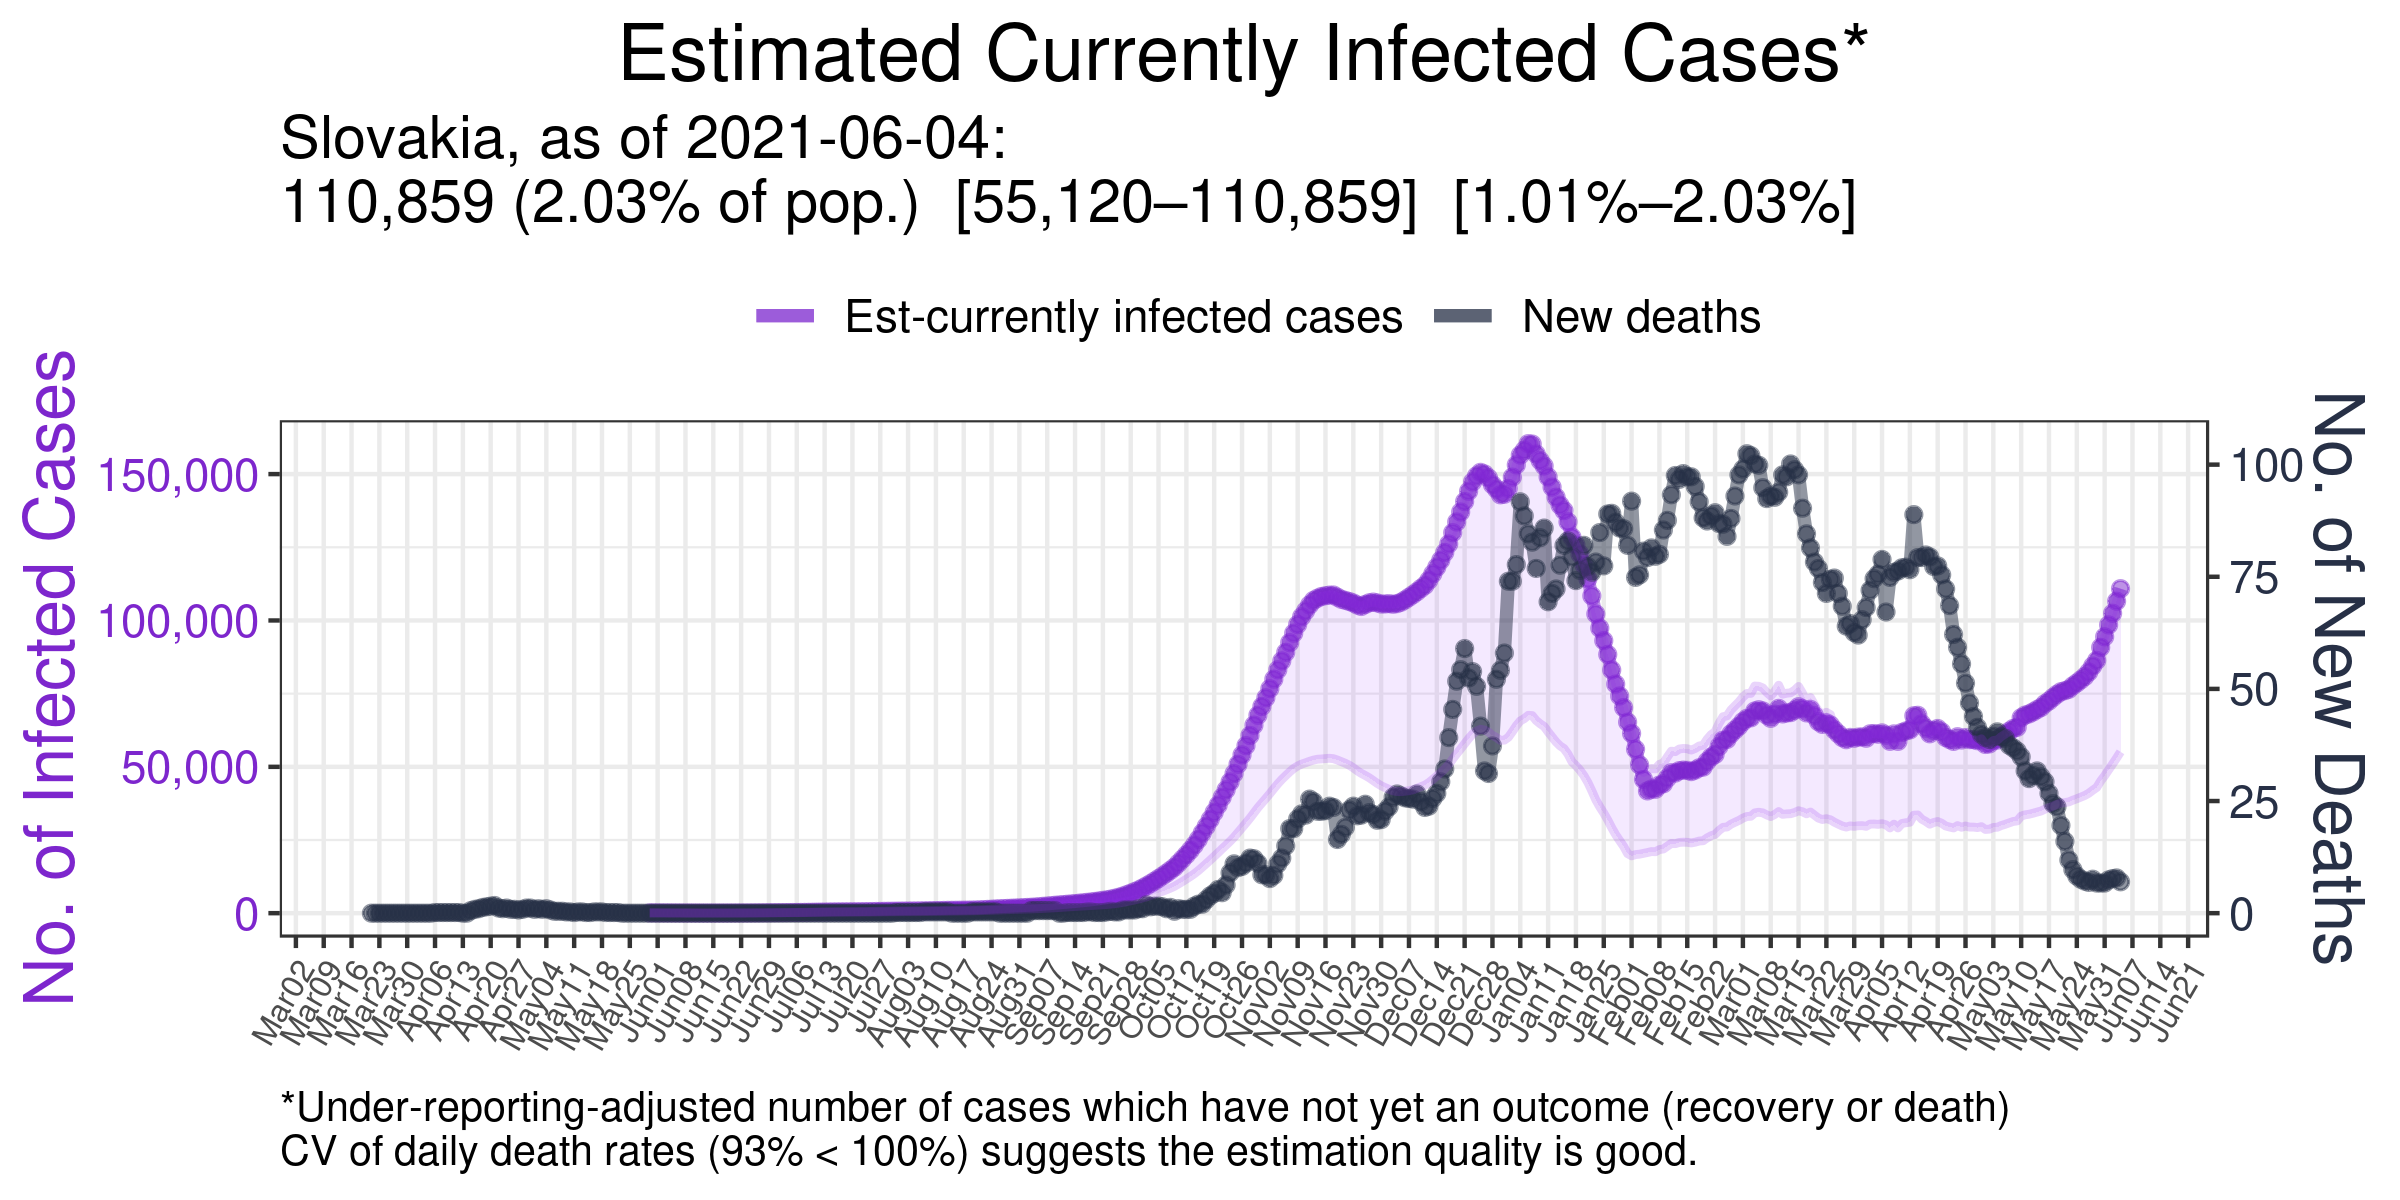 Estimated Currently Infected Cases*
Slovakia, as of 2021-06-04:
110,859 (2.03% of pop.)  [55,120–110,859]  [1.01%–2.03%]
Est-currently infected cases
New deaths
No. of Infected Cases
150,000
100,000
50,000
0
100
75
50
25
0
No. of New Deaths
Mar02
Mar09
Mar16
Mar23
Mar30
Apr06
Apr13
Apr20
Apr27
May04
May11
May18
May25
Jun01
Jun08
Jun15
Jun22
Jun29
Jul06
Jul13
Jul20
Jul27
Aug03
Aug10
Aug17
Aug24
Aug31
Sep07
Sep14
Sep21
Sep28
Oct05
Oct12
Oct19
Oct26
Nov02
Nov09
Nov16
Nov23
Nov30
Dec07
Dec14
Dec21
Dec28
Jan04
Jan11
Jan18
Jan25
Feb01
Feb08
Feb15
Feb22
Mar01
Mar08
Mar15
Mar22
Mar29
Apr05
Apr12
Apr19
Apr26
May03
May10
May17
May24
May31
Jun07
Jun14
Jun21
*Under-reporting-adjusted number of cases which have not yet an outcome (recovery or death)
CV of daily death rates (93% < 100%) suggests the estimation quality is good.